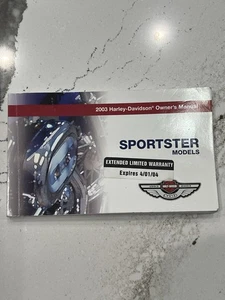 2003 Harley-Davidson® Owner's Manual
SPORTSTER
MODELS
EXTENDED LIMITED WARRANTY
Expires 4/01/04